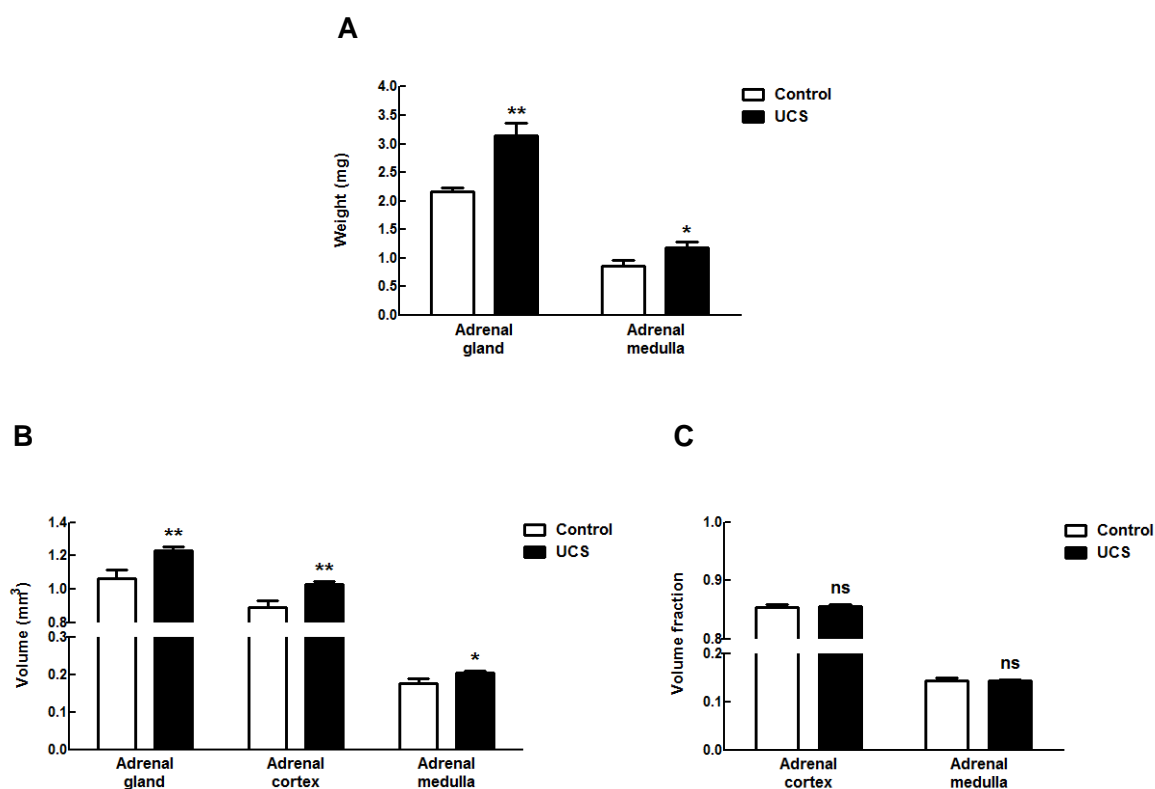 A
4.0
3.5
3.0
2.5
2.0
1.5
1.0
0.5
0.0
Weight (mg)
**
*
Control
UCS
Adrenal
gland
Adrenal
medulla
B
1.4
1.2
1.0
0.8
0.3
0.2
0.1
0.0
Volume (mm³)
**
**
*
Control
UCS
Adrenal
gland
Adrenal
cortex
Adrenal
medulla
C
1.0
0.9
0.8
0.2
0.1
0.0
Volume fraction
ns
ns
Control
UCS
Adrenal
cortex
Adrenal
medulla